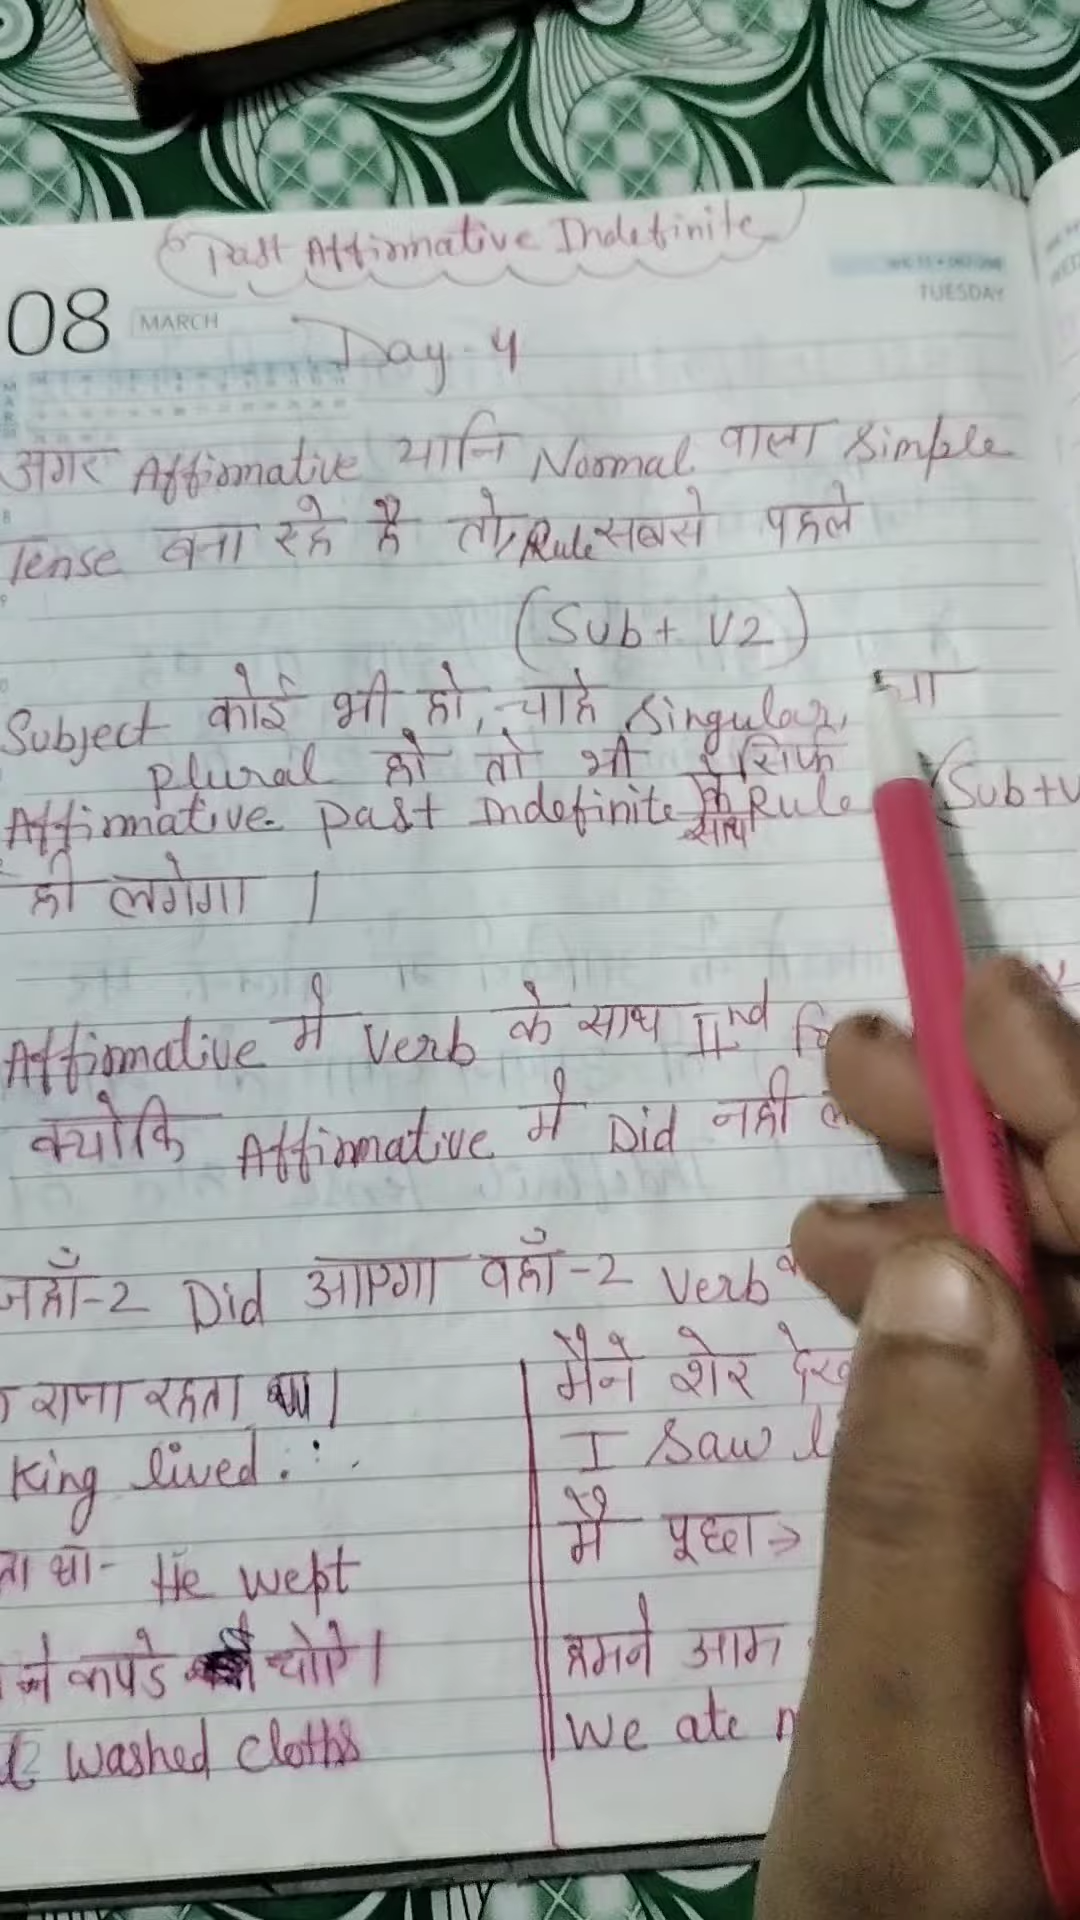 Past Affirmative Indefinite
08 MARCH
TUESDAY
Day-4
अगर Affirmative यानि Normal वाला Simple
Tense बना रहे है तो, Rule सबसे पहले
(Sub + V2)
Subject कोई भी हो, चाहे Singular, या
plural हो तो भी सिर्फ
Affirmative past Indefinite के साथ Rule (Sub+V
ही लगेगा ।
Affirmative मे Verb के साथ IInd
क्योकि Affirmative मे Did नही
जहाँ-2 Did आएगा वहाँ-2 Verb
राजा रहता था।
King lived.
मैने शेर
I Saw
ता था- He wept
मै पूछा→
ने कपडे धोऐ।
washed cloths
हमने आम
We ate